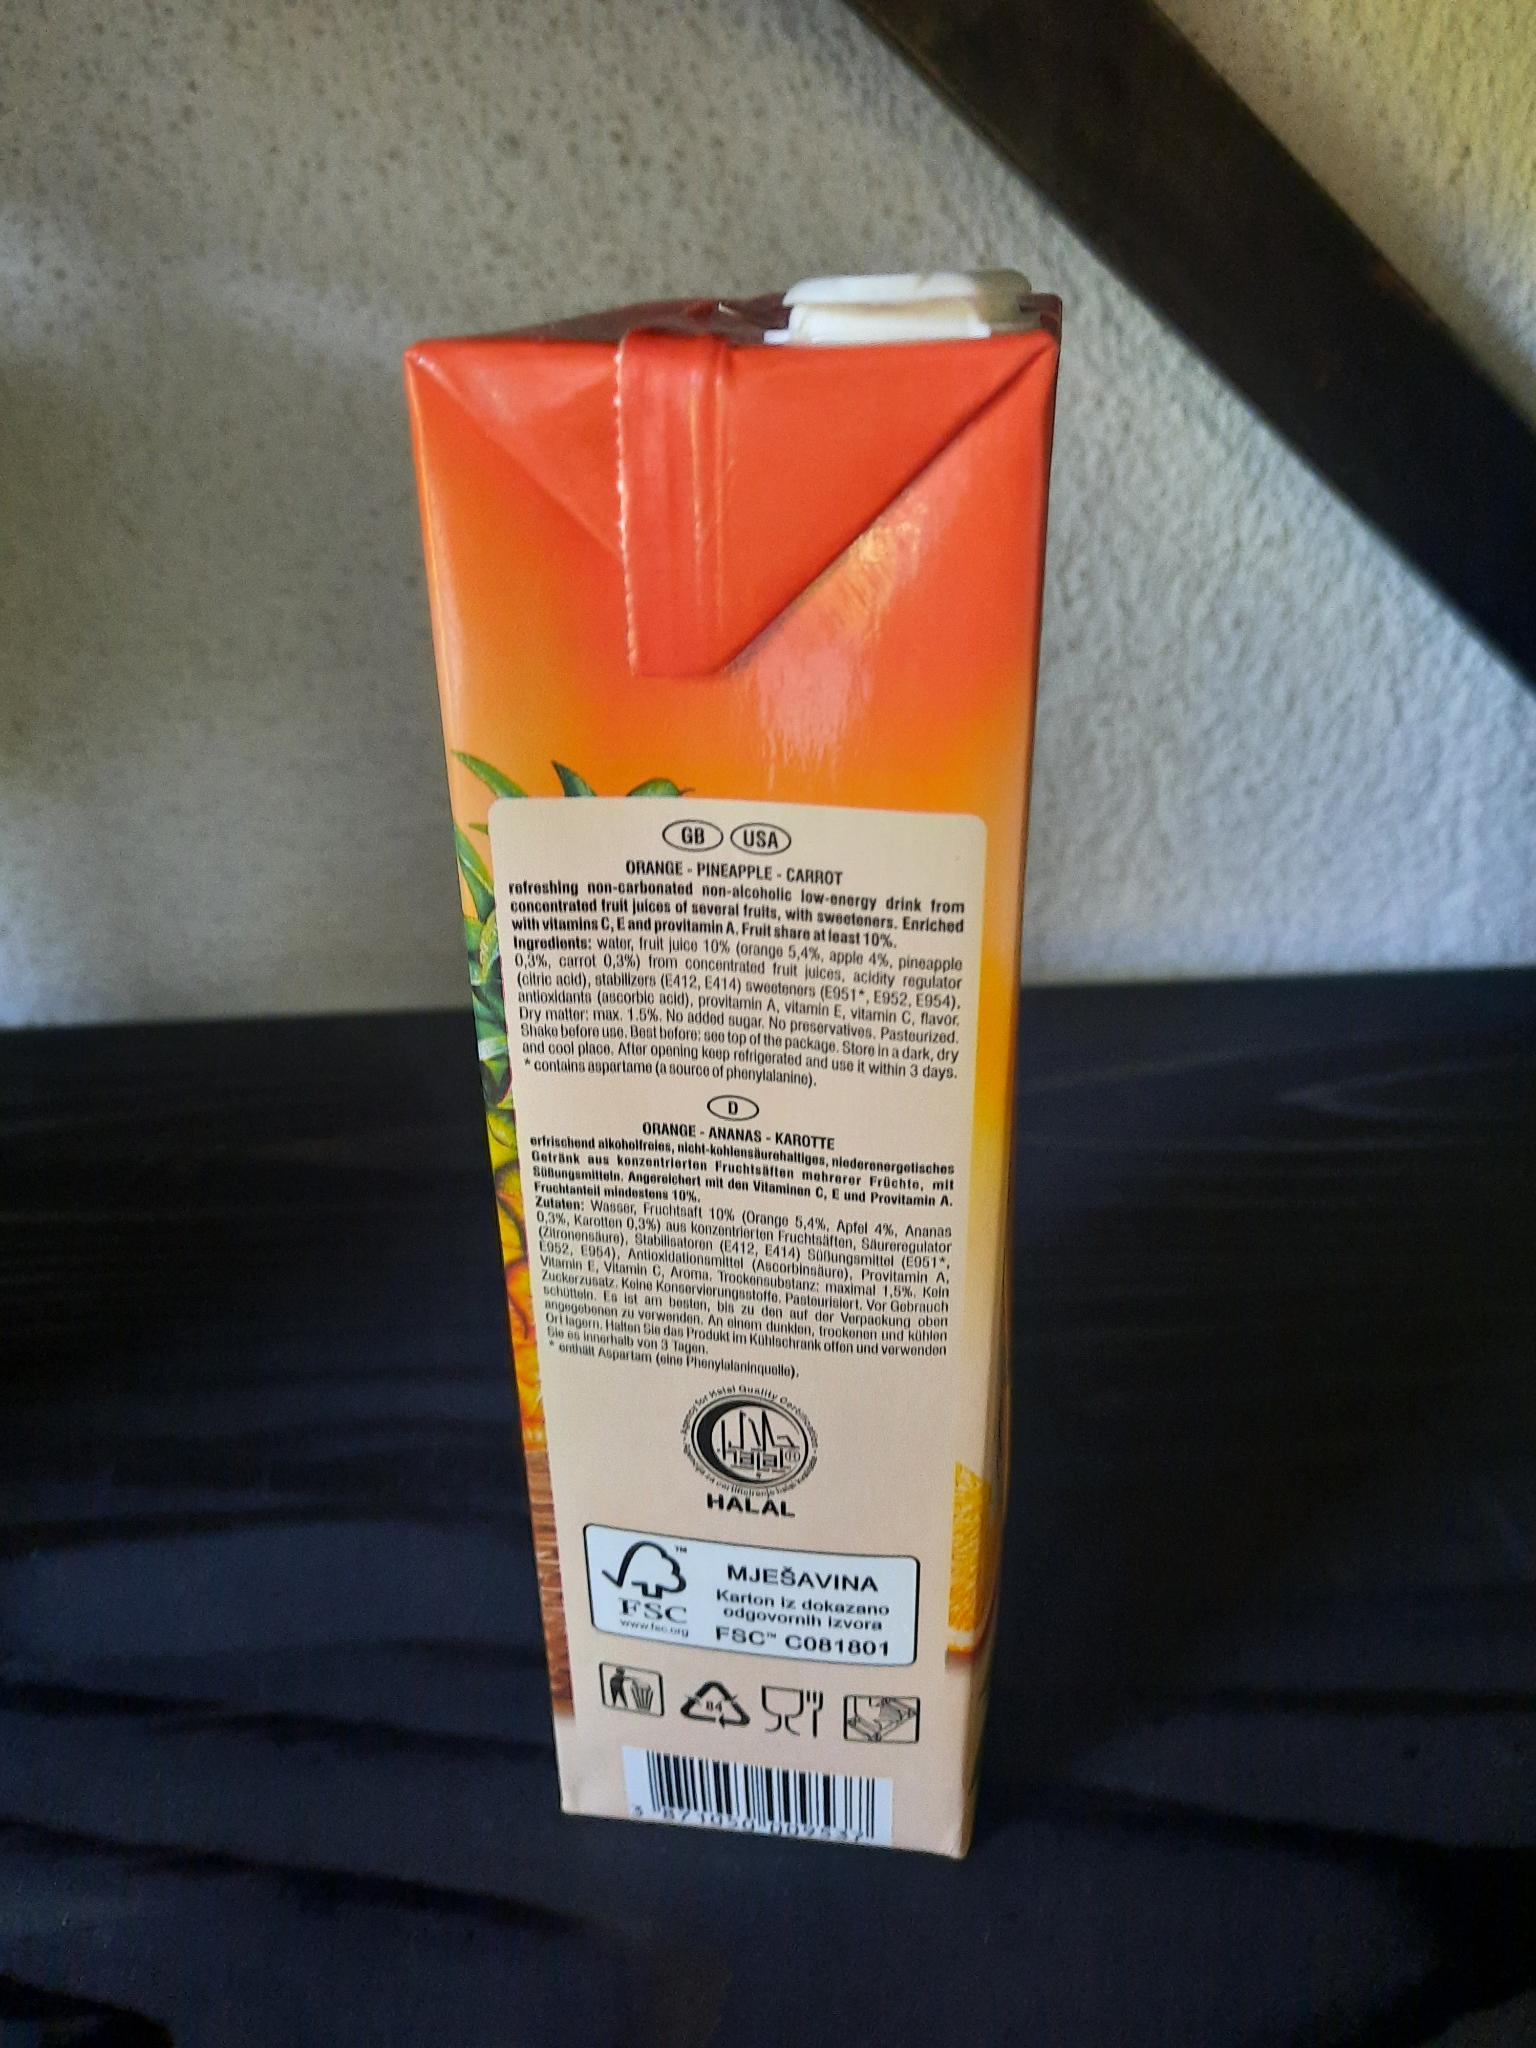 GB USA
ORANGE - PINEAPPLE - CARROT
refreshing non-carbonated non-alcoholic low-energy drink from
concentrated fruit juices of several fruits, with sweeteners. Enriched
with vitamins C, E and provitamin A. Fruit share at least 10%.
Ingredients: water, fruit juice 10% (orange 5,4%, apple 4%, pineapple
0,3%, carrot 0,3%) from concentrated fruit juices, acidity regulator
(citric acid), stabilizers (E412, E414) sweeteners (E951*, E952, E954),
antioxidants (ascorbic acid), provitamin A, vitamin E, vitamin C, flavor.
Dry matter: max. 1.5%. No added sugar. No preservatives. Pasteurized.
Shake before use. Best before: see top of the package. Store in a dark, dry
and cool place. After opening keep refrigerated and use it within 3 days.
* contains aspartame (a source of phenylalanine).
D
ORANGE - ANANAS - KAROTTE
erfrischend alkoholfreies, nicht-kohlensäurehaltiges, niederenergetisches
Getränk aus konzentrierten Fruchtsäften mehrerer Früchte, mit
Süßungsmitteln. Angereichert mit den Vitaminen C, E und Provitamin A.
Fruchtanteil mindestens 10%.
Zutaten: Wasser, Fruchtsaft 10% (Orange 5,4%, Apfel 4%, Ananas
0,3%, Karotten 0,3%) aus konzentrierten Fruchtsäften, Säureregulator
(Zitronensäure), Stabilisatoren (E412, E414) Süßungsmittel (E951*,
E952, E954), Antioxidationsmittel (Ascorbinsäure), Provitamin A,
Vitamin E, Vitamin C, Aroma. Trockensubstanz: maximal 1,5%. Kein
Zuckerzusatz. Keine Konservierungsstoffe. Pasteurisiert. Vor Gebrauch
schütteln. Es ist am besten, bis zu den auf der Verpackung oben
angegebenen zu verwenden. An einem dunklen, trockenen und kühlen
Ort lagern. Halten Sie das Produkt im Kühlschrank offen und verwenden
Sie es innerhalb von 3 Tagen.
* enthält Aspartam (eine Phenylalaninquelle).
Agency for Halal Quality Certification
halal®
HALAL
FSC™
www.fsc.org
MJEŠAVINA
Karton iz dokazano
odgovornih izvora
FSC™ C081801
84